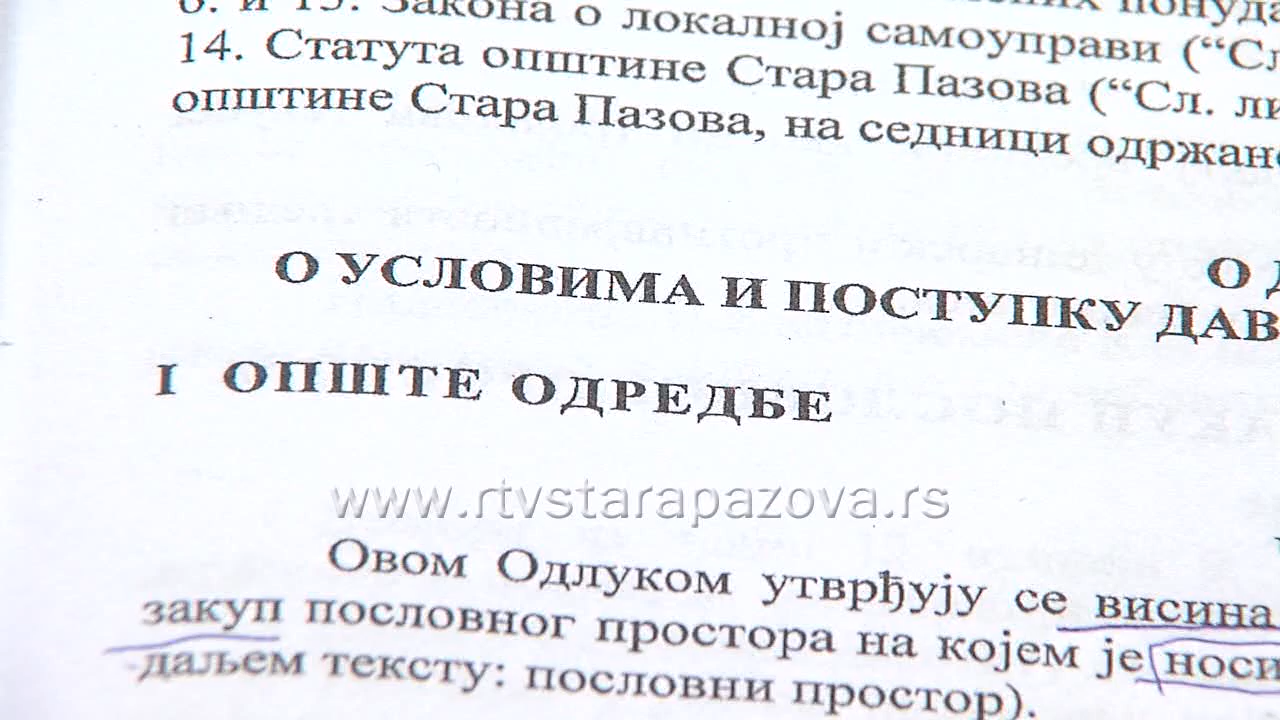 6. и 15. Закона о локалној самоуправи (“Сл
14. Статута општине Стара Пазова (“Сл. ли
општине Стара Пазова, на седници одржано
О Д
О УСЛОВИМА И ПОСТУПКУ ДАВ
I ОПШТЕ ОДРЕДБЕ
www.rtvstarapazova.rs
Овом Одлуком утврђују се висина
закуп пословног простора на којем је носи
даљем тексту: пословни простор).